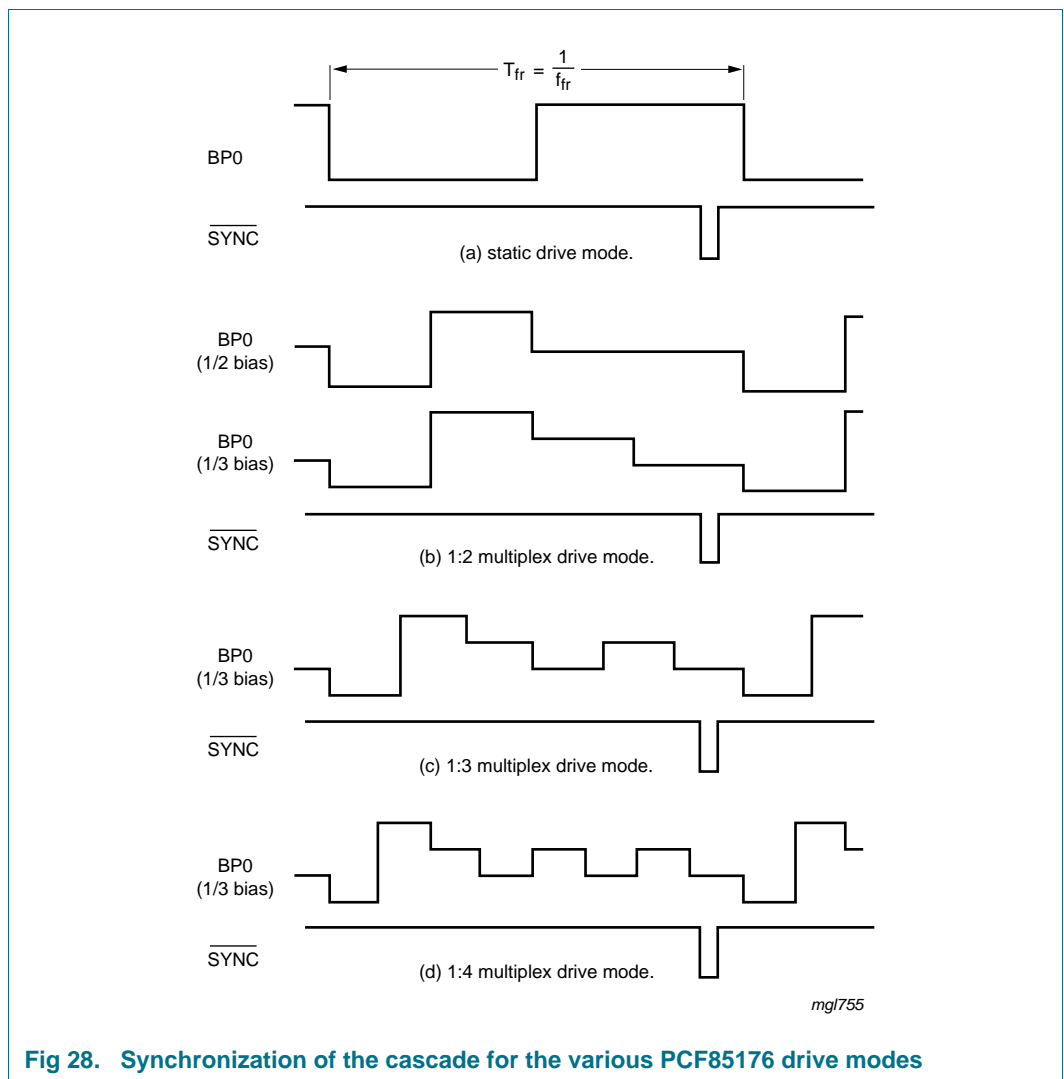 T_fr = 1/f_fr
BP0
SYNC
(a) static drive mode.
BP0
(1/2 bias)
BP0
(1/3 bias)
SYNC
(b) 1:2 multiplex drive mode.
BP0
(1/3 bias)
SYNC
(c) 1:3 multiplex drive mode.
BP0
(1/3 bias)
SYNC
(d) 1:4 multiplex drive mode.
mgl755
Fig 28. Synchronization of the cascade for the various PCF85176 drive modes